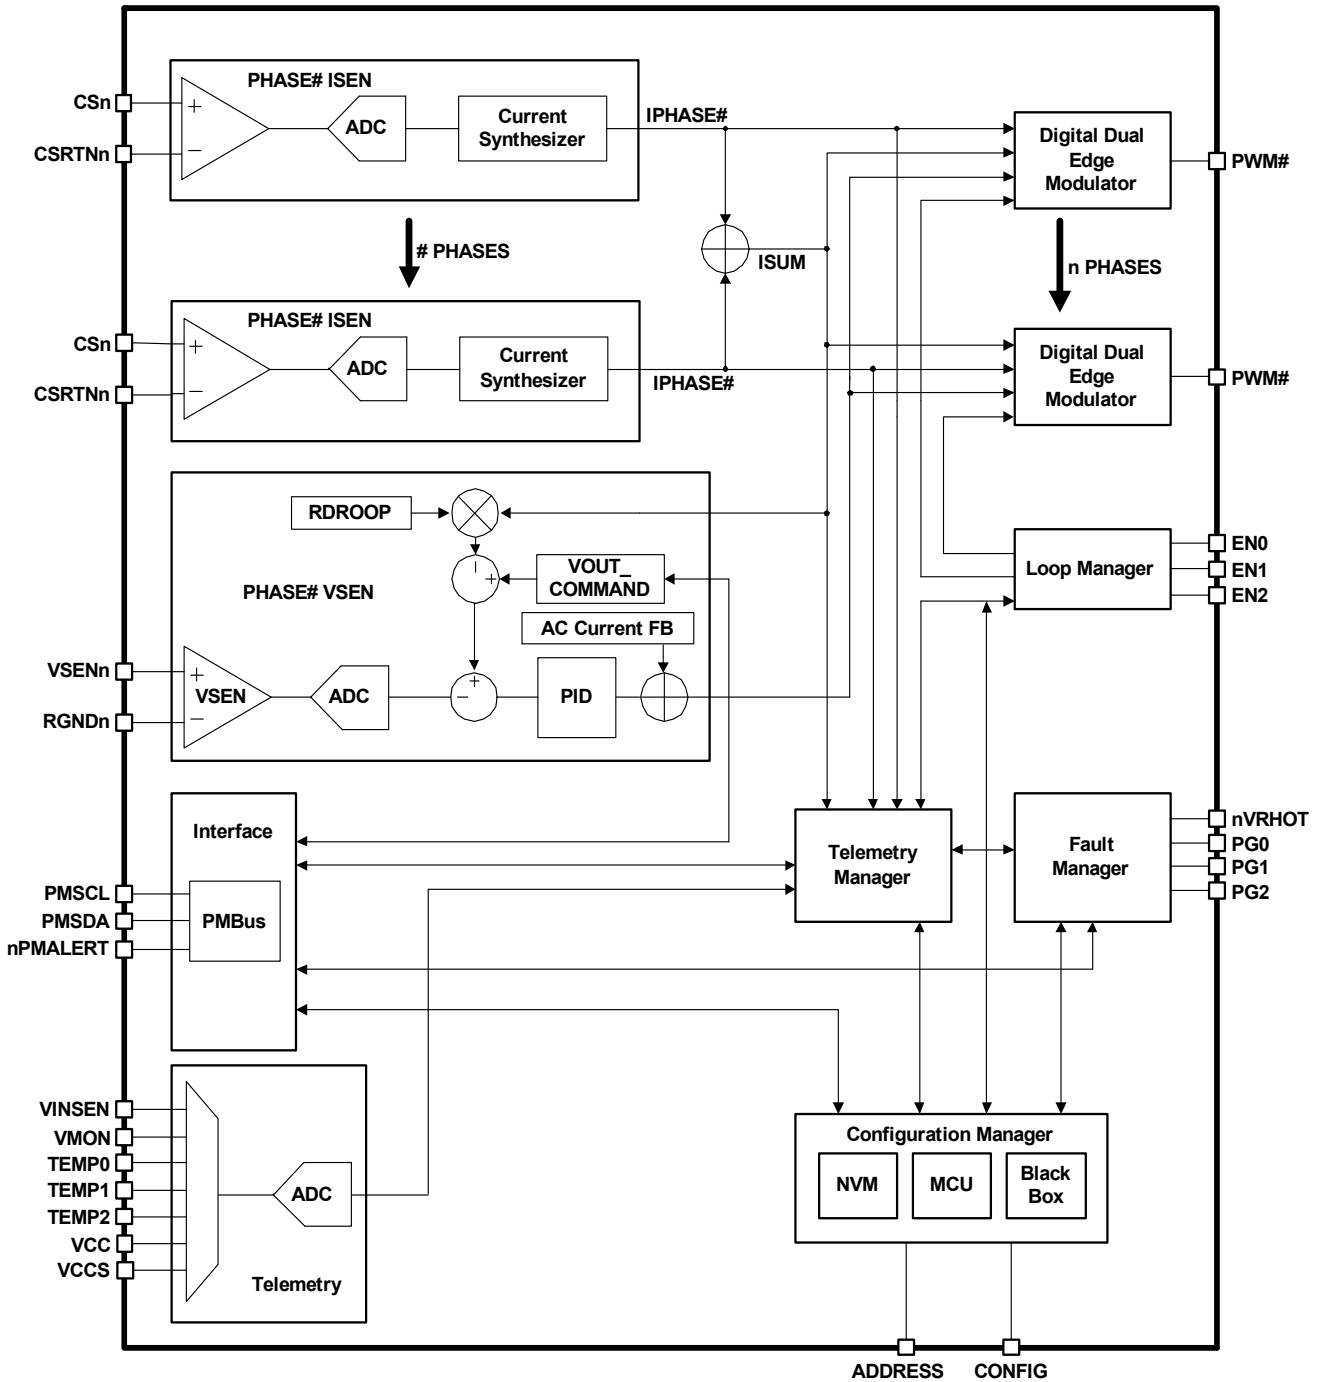 PHASE# ISEN
CSn
CSRTNn
+
−
ADC
Current
Synthesizer
IPHASE#
Digital Dual
Edge
Modulator
PWM#
# PHASES
ISUM
n PHASES
PHASE# ISEN
CSn
CSRTNn
+
−
ADC
Current
Synthesizer
IPHASE#
Digital Dual
Edge
Modulator
PWM#
RDROOP
−
+
VOUT_
COMMAND
PHASE# VSEN
AC Current FB
VSENn
RGNDn
+
VSEN
−
ADC
+
−
PID
Loop Manager
EN0
EN1
EN2
Interface
PMSCL
PMSDA
nPMALERT
PMBus
Telemetry
Manager
Fault
Manager
nVRHOT
PG0
PG1
PG2
VINSEN
VMON
TEMP0
TEMP1
TEMP2
VCC
VCCS
ADC
Telemetry
Configuration Manager
NVM
MCU
Black
Box
ADDRESS
CONFIG